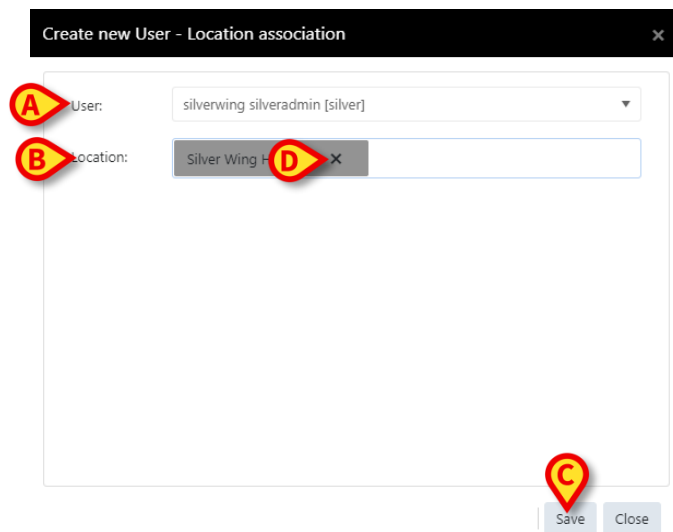 Create new User - Location association
A User: silverwing silveradmin [silver]
B Location: Silver Wing D
C
Save Close